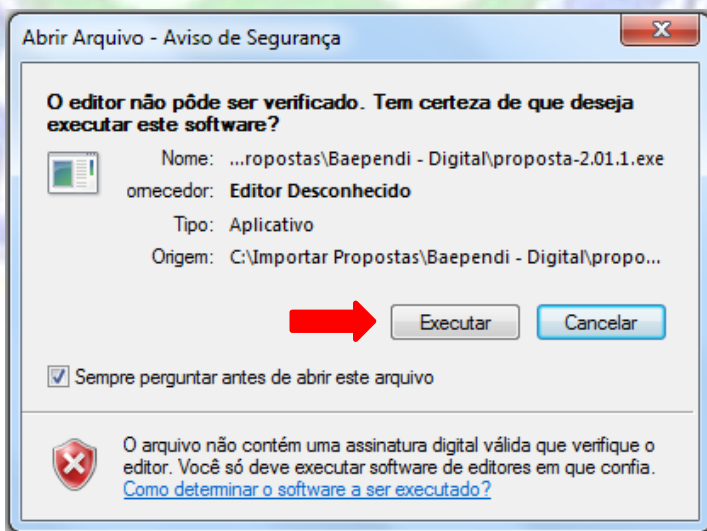 Abrir Arquivo - Aviso de Segurança
O editor não pôde ser verificado. Tem certeza de que deseja
executar este software?
Nome: ...ropostas\Baependi - Digital\proposta-2.01.1.exe
omecedor: Editor Desconhecido
Tipo: Aplicativo
Origem: C:\Importar Propostas\Baependi - Digital\propo...
Executar Cancelar
Sempre perguntar antes de abrir este arquivo
O arquivo não contém uma assinatura digital válida que verifique o
editor. Você só deve executar software de editores em que confia.
Como determinar o software a ser executado?